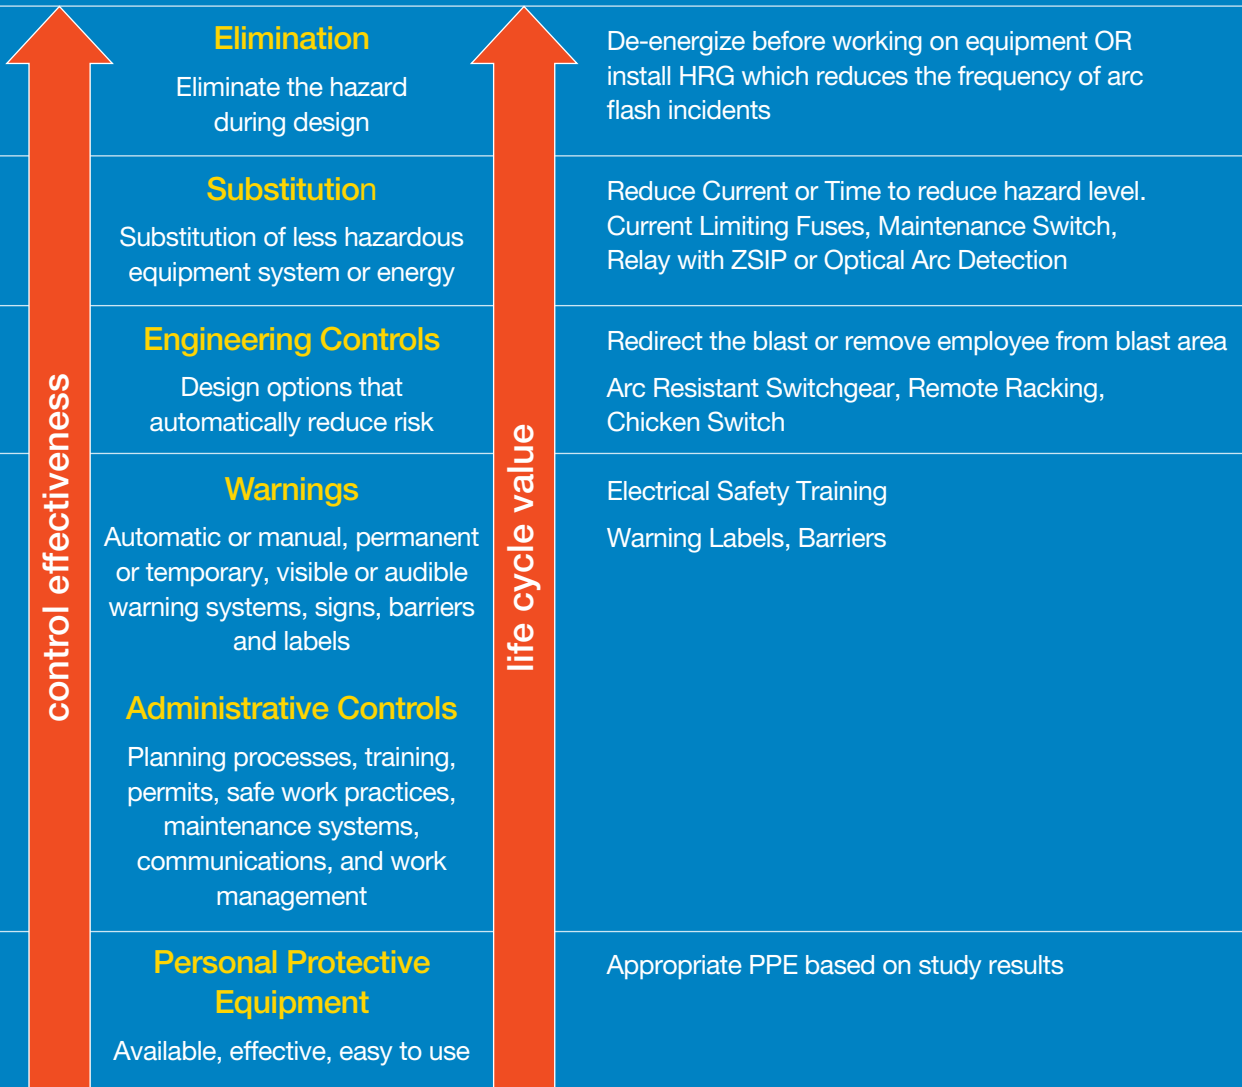 Elimination
Eliminate the hazard
during design
De-energize before working on equipment OR
install HRG which reduces the frequency of arc
flash incidents
Substitution
Substitution of less hazardous
equipment system or energy
Reduce Current or Time to reduce hazard level.
Current Limiting Fuses, Maintenance Switch,
Relay with ZSIP or Optical Arc Detection
Engineering Controls
Design options that
automatically reduce risk
Redirect the blast or remove employee from blast area
Arc Resistant Switchgear, Remote Racking,
Chicken Switch
control effectiveness
life cycle value
Warnings
Automatic or manual, permanent
or temporary, visible or audible
warning systems, signs, barriers
and labels
Electrical Safety Training
Warning Labels, Barriers
Administrative Controls
Planning processes, training,
permits, safe work practices,
maintenance systems,
communications, and work
management
Personal Protective
Equipment
Available, effective, easy to use
Appropriate PPE based on study results